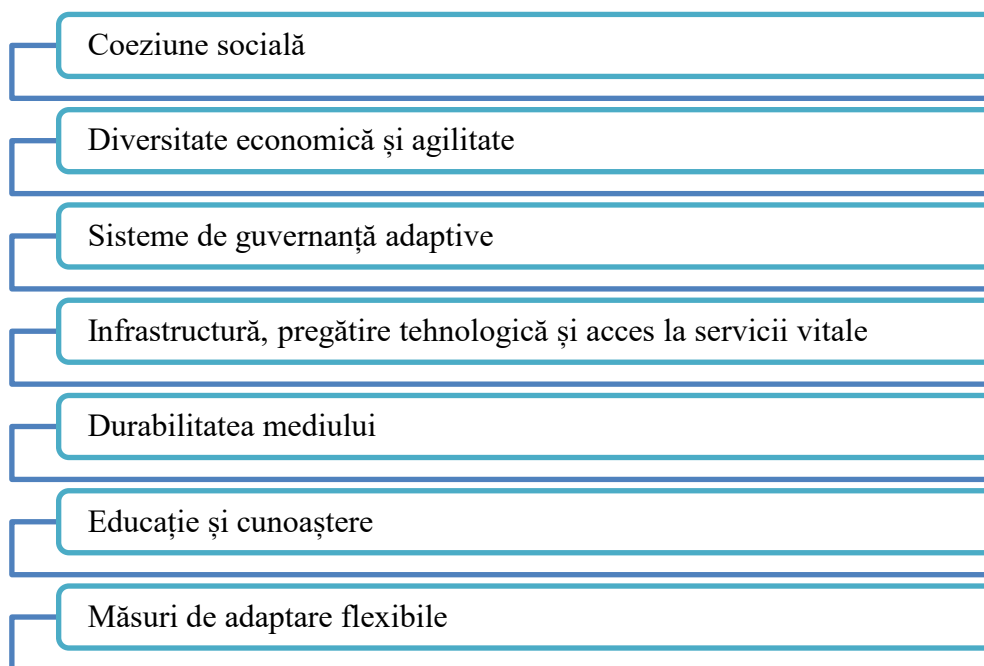 Coeziune socială
Diversitate economică și agilitate
Sisteme de guvernanță adaptive
Infrastructură, pregătire tehnologică și acces la servicii vitale
Durabilitatea mediului
Educație și cunoaștere
Măsuri de adaptare flexibile